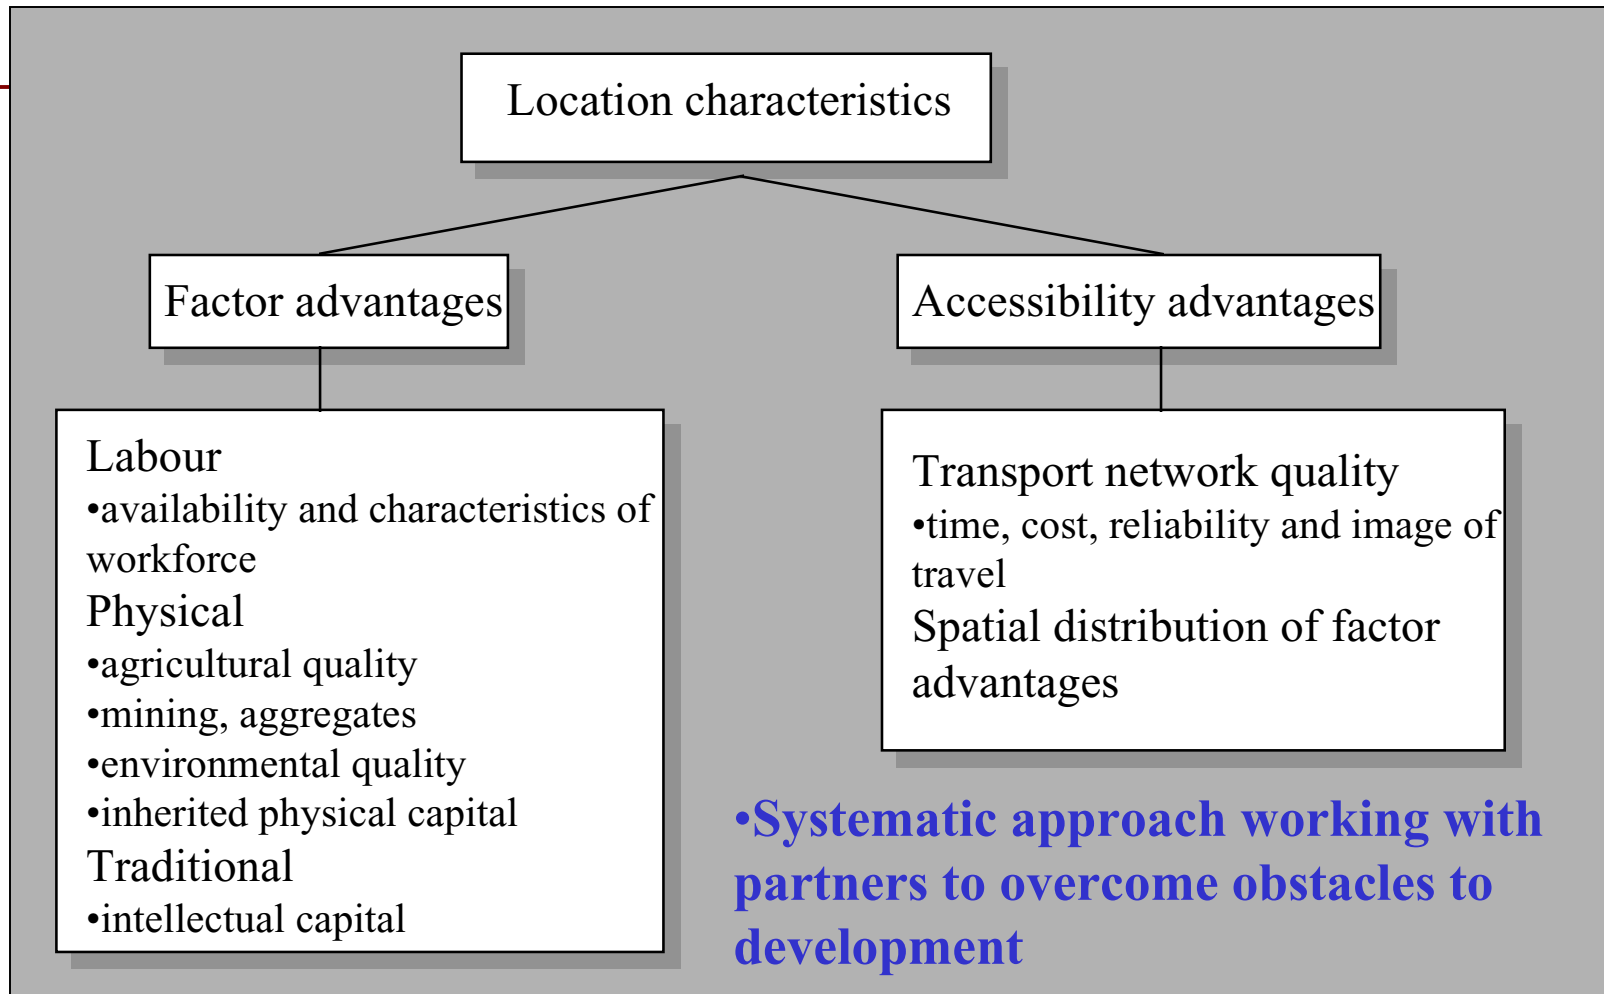 Location characteristics
Factor advantages
Accessibility advantages
Labour
•availability and characteristics of
workforce
Physical
•agricultural quality
•mining, aggregates
•environmental quality
•inherited physical capital
Traditional
•intellectual capital
Transport network quality
•time, cost, reliability and image of
travel
Spatial distribution of factor
advantages
•Systematic approach working with
partners to overcome obstacles to
development